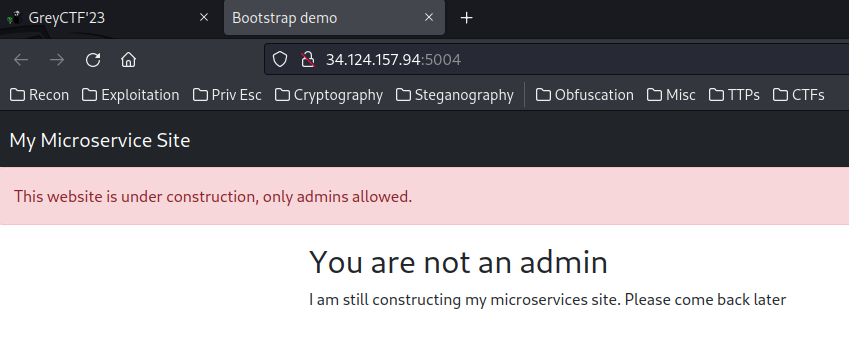 GreyCTF'23 Bootstrap demo
34.124.157.94:5004
Recon Exploitation Priv Esc Cryptography Steganography Obfuscation Misc TTPs CTFs
My Microservice Site
This website is under construction, only admins allowed.
You are not an admin
I am still constructing my microservices site. Please come back later